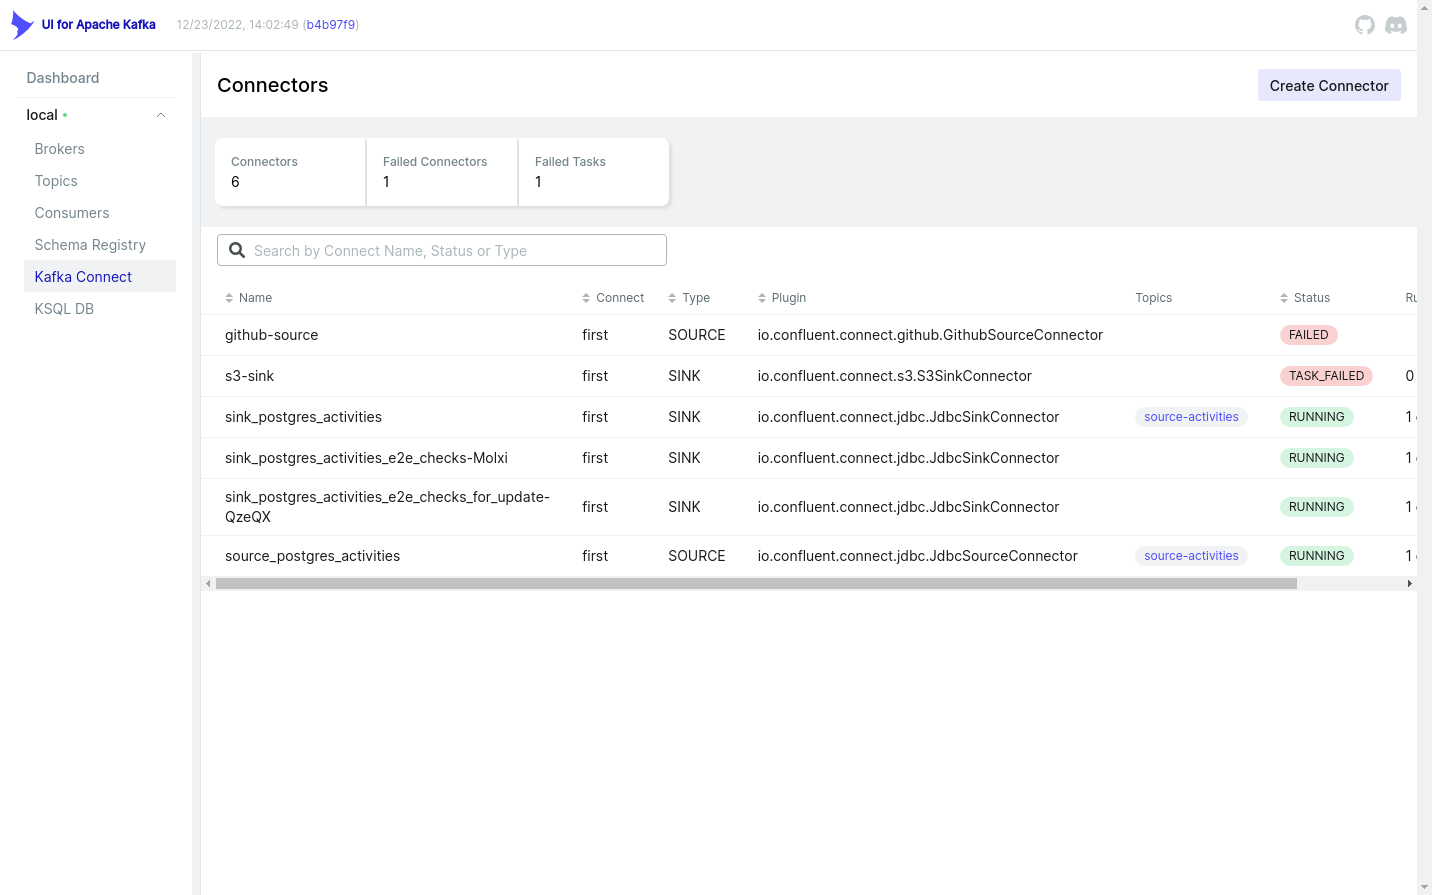 UI for Apache Kafka 12/23/2022, 14:02:49 (b4b97f9)
Dashboard
local
Brokers
Topics
Consumers
Schema Registry
Kafka Connect
KSQL DB
Connectors
Create Connector
Connectors
6
Failed Connectors
1
Failed Tasks
1
Search by Connect Name, Status or Type
Name Connect Type Plugin Topics Status
github-source first SOURCE io.confluent.connect.github.GithubSourceConnector FAILED
s3-sink first SINK io.confluent.connect.s3.S3SinkConnector TASK_FAILED 0
sink_postgres_activities first SINK io.confluent.connect.jdbc.JdbcSinkConnector source-activities RUNNING 1
sink_postgres_activities_e2e_checks-Molxi first SINK io.confluent.connect.jdbc.JdbcSinkConnector RUNNING 1
sink_postgres_activities_e2e_checks_for_update-
QzeQX first SINK io.confluent.connect.jdbc.JdbcSinkConnector RUNNING 1
source_postgres_activities first SOURCE io.confluent.connect.jdbc.JdbcSourceConnector source-activities RUNNING 1